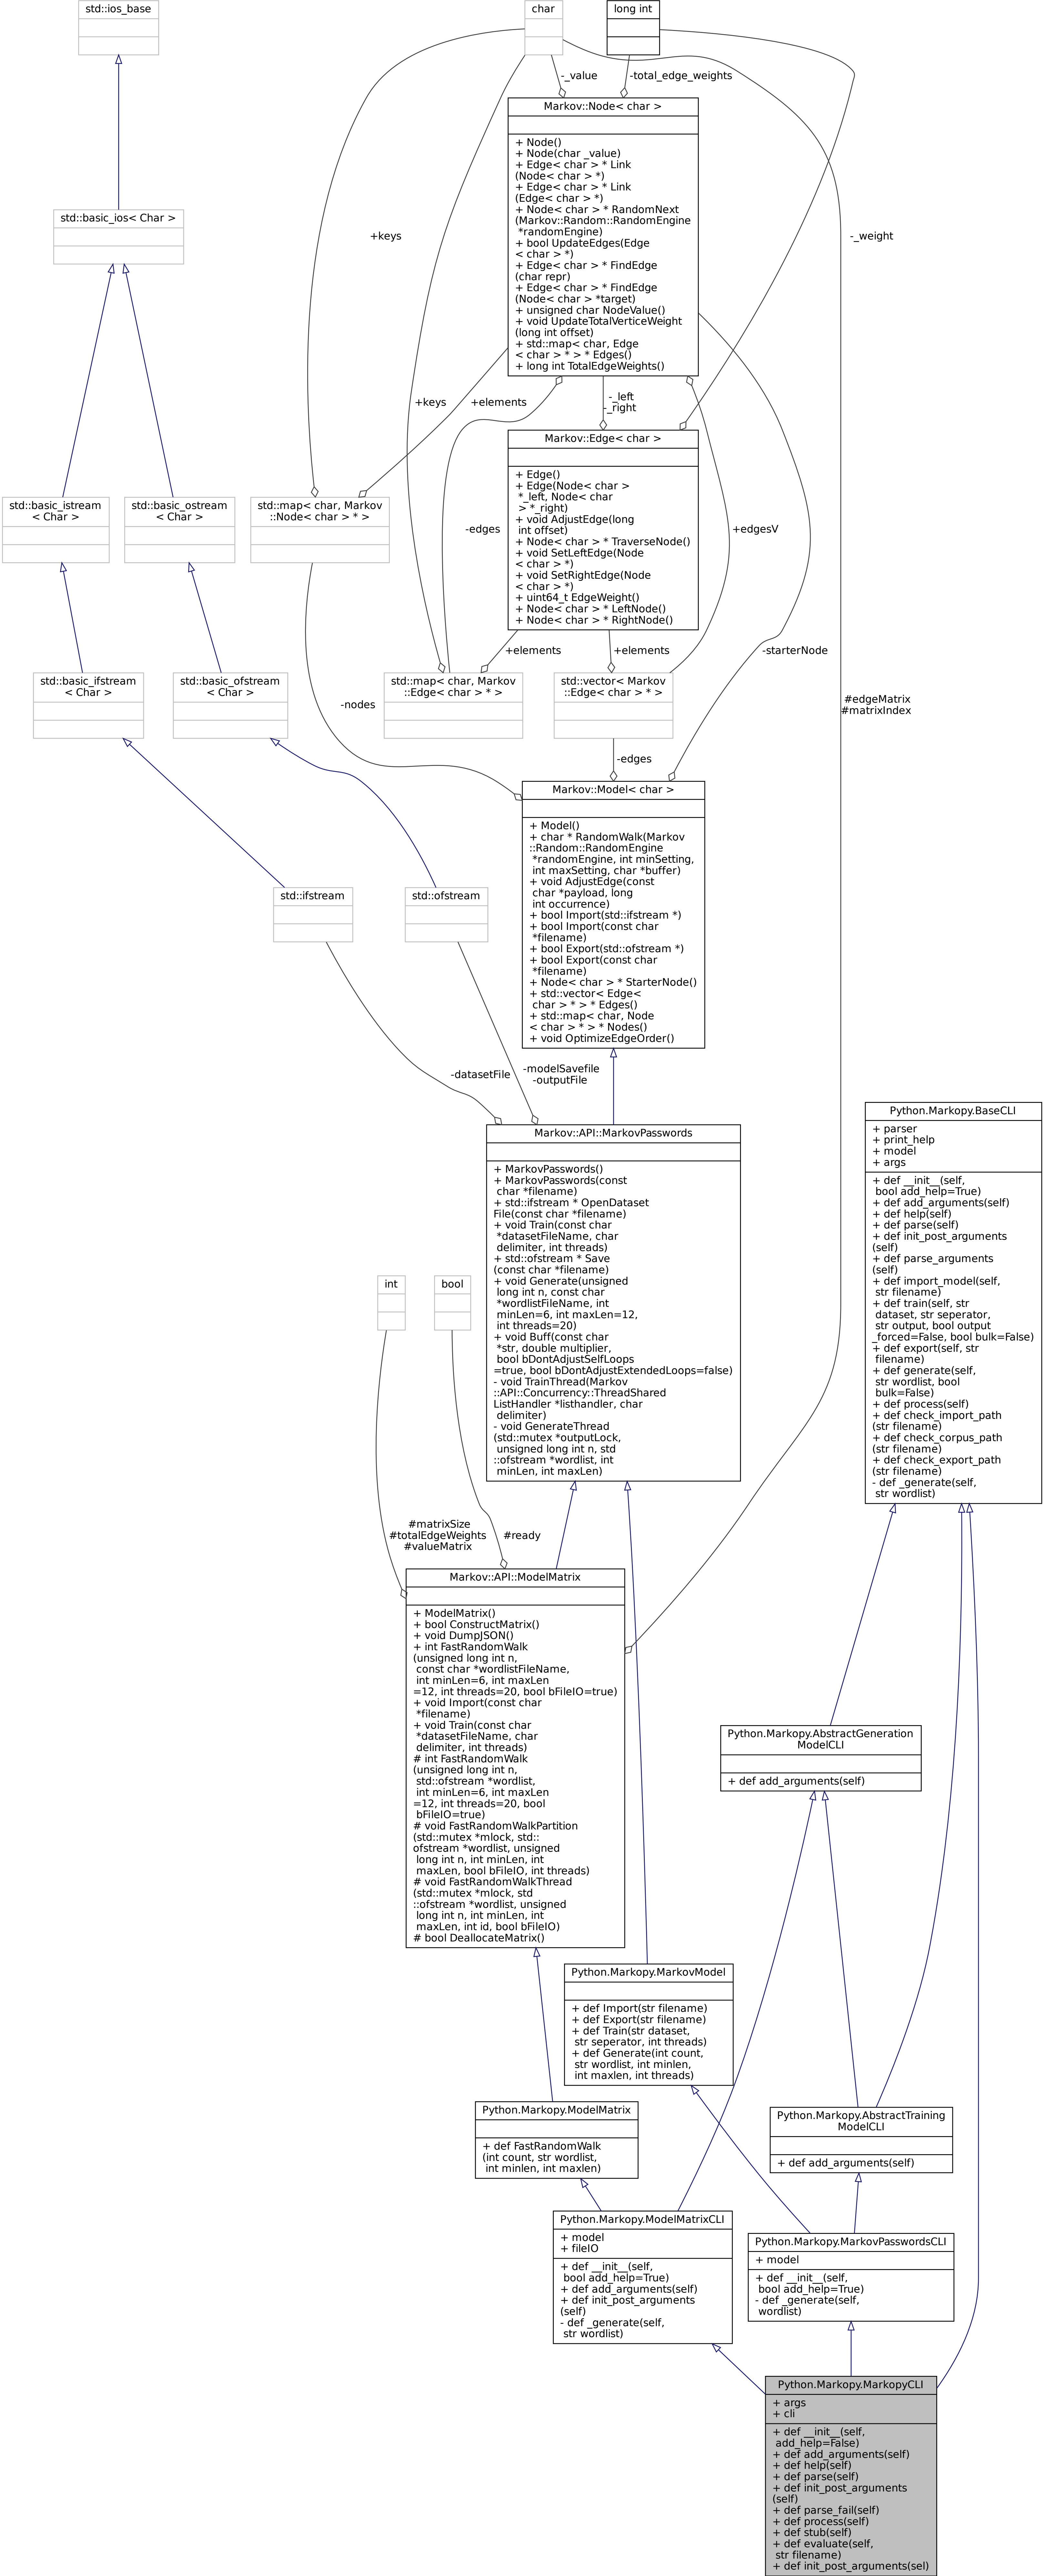 std::ios_base
char
long int
-_value
-total_edge_weights
Markov::Node< char >
+ Node()
+ Node(char _value)
+ Edge< char > * Link
(Node< char > *)
+ Edge< char > * Link
(Edge< char > *)
+ Node< char > * RandomNext
(Markov::Random::RandomEngine
 *randomEngine)
+ bool UpdateEdges(Edge
< char > *)
+ Edge< char > * FindEdge
(char repr)
+ Edge< char > * FindEdge
(Node< char > *target)
+ unsigned char NodeValue()
+ void UpdateTotalVerticeWeight
(long int offset)
+ std::map< char, Edge
< char > * > * Edges()
+ long int TotalEdgeWeights()
std::basic_ios< Char >
+keys
-_weight
+keys
+elements
-_left
-_right
Markov::Edge< char >
+ Edge()
+ Edge(Node< char >
 *_left, Node< char
 > *_right)
+ void AdjustEdge(long
 int offset)
+ Node< char > * TraverseNode()
+ void SetLeftEdge(Node
< char > *)
+ void SetRightEdge(Node
< char > *)
+ uint64_t EdgeWeight()
+ Node< char > * LeftNode()
+ Node< char > * RightNode()
std::basic_istream
< Char >
std::basic_ostream
< Char >
std::map< char, Markov
::Node< char > * >
-edges
+edgesV
+elements
+elements
-starterNode
std::basic_ifstream
< Char >
std::basic_ofstream
< Char >
std::map< char, Markov
::Edge< char > * >
std::vector< Markov
::Edge< char > * >
-nodes
#edgeMatrix
#matrixIndex
-edges
Markov::Model< char >
+ Model()
+ char * RandomWalk(Markov
::Random::RandomEngine
 *randomEngine, int minSetting,
 int maxSetting, char *buffer)
+ void AdjustEdge(const
 char *payload, long
 int occurrence)
+ bool Import(std::ifstream *)
+ bool Import(const char
 *filename)
+ bool Export(std::ofstream *)
+ bool Export(const char
 *filename)
+ Node< char > * StarterNode()
+ std::vector< Edge<
 char > * > * Edges()
+ std::map< char, Node
< char > * > * Nodes()
+ void OptimizeEdgeOrder()
std::ifstream
std::ofstream
-datasetFile
-modelSavefile
-outputFile
Markov::API::MarkovPasswords
+ MarkovPasswords()
+ MarkovPasswords(const
 char *filename)
+ std::ifstream * OpenDataset
File(const char *filename)
+ void Train(const char
 *datasetFileName, char
 delimiter, int threads)
+ std::ofstream * Save
(const char *filename)
+ void Generate(unsigned
 long int n, const char
 *wordlistFileName, int
 minLen=6, int maxLen=12,
 int threads=20)
+ void Buff(const char
 *str, double multiplier,
 bool bDontAdjustSelfLoops
=true, bool bDontAdjustExtendedLoops=false)
- void TrainThread(Markov
::API::Concurrency::ThreadShared
ListHandler *listhandler, char
 delimiter)
- void GenerateThread
(std::mutex *outputLock,
 unsigned long int n, std
::ofstream *wordlist, int
 minLen, int maxLen)
Python.Markopy.BaseCLI
+ parser
+ print_help
+ model
+ args
+ def __init__(self,
 bool add_help=True)
+ def add_arguments(self)
+ def help(self)
+ def parse(self)
+ def init_post_arguments
(self)
+ def parse_arguments
(self)
+ def import_model(self,
 str filename)
+ def train(self, str
 dataset, str seperator,
 str output, bool output
_forced=False, bool bulk=False)
+ def export(self, str
 filename)
+ def generate(self,
 str wordlist, bool
 bulk=False)
+ def process(self)
+ def check_import_path
(str filename)
+ def check_corpus_path
(str filename)
+ def check_export_path
(str filename)
- def _generate(self,
 str wordlist)
int
bool
#matrixSize
#totalEdgeWeights
#valueMatrix
#ready
Markov::API::ModelMatrix
+ ModelMatrix()
+ bool ConstructMatrix()
+ void DumpJSON()
+ int FastRandomWalk
(unsigned long int n,
 const char *wordlistFileName,
 int minLen=6, int maxLen
=12, int threads=20, bool bFileIO=true)
+ void Import(const char
 *filename)
+ void Train(const char
 *datasetFileName, char
 delimiter, int threads)
# int FastRandomWalk
(unsigned long int n,
 std::ofstream *wordlist,
 int minLen=6, int maxLen
=12, int threads=20, bool
 bFileIO=true)
# void FastRandomWalkPartition
(std::mutex *mlock, std::
ofstream *wordlist, unsigned
 long int n, int minLen, int
 maxLen, bool bFileIO, int threads)
# void FastRandomWalkThread
(std::mutex *mlock, std
::ofstream *wordlist, unsigned
 long int n, int minLen, int
 maxLen, int id, bool bFileIO)
# bool DeallocateMatrix()
Python.Markopy.AbstractGeneration
ModelCLI
+ def add_arguments(self)
Python.Markopy.MarkovModel
+ def Import(str filename)
+ def Export(str filename)
+ def Train(str dataset,
 str seperator, int threads)
+ def Generate(int count,
 str wordlist, int minlen,
 int maxlen, int threads)
Python.Markopy.ModelMatrix
+ def FastRandomWalk
(int count, str wordlist,
 int minlen, int maxlen)
Python.Markopy.AbstractTraining
ModelCLI
+ def add_arguments(self)
Python.Markopy.ModelMatrixCLI
+ model
+ fileIO
+ def __init__(self,
 bool add_help=True)
+ def add_arguments(self)
+ def init_post_arguments
(self)
- def _generate(self,
 str wordlist)
Python.Markopy.MarkovPasswordsCLI
+ model
+ def __init__(self,
 bool add_help=True)
- def _generate(self,
 wordlist)
Python.Markopy.MarkopyCLI
+ args
+ cli
+ def __init__(self,
 add_help=False)
+ def add_arguments(self)
+ def help(self)
+ def parse(self)
+ def init_post_arguments
(self)
+ def parse_fail(self)
+ def process(self)
+ def stub(self)
+ def evaluate(self,
 str filename)
+ def init_post_arguments(sel)